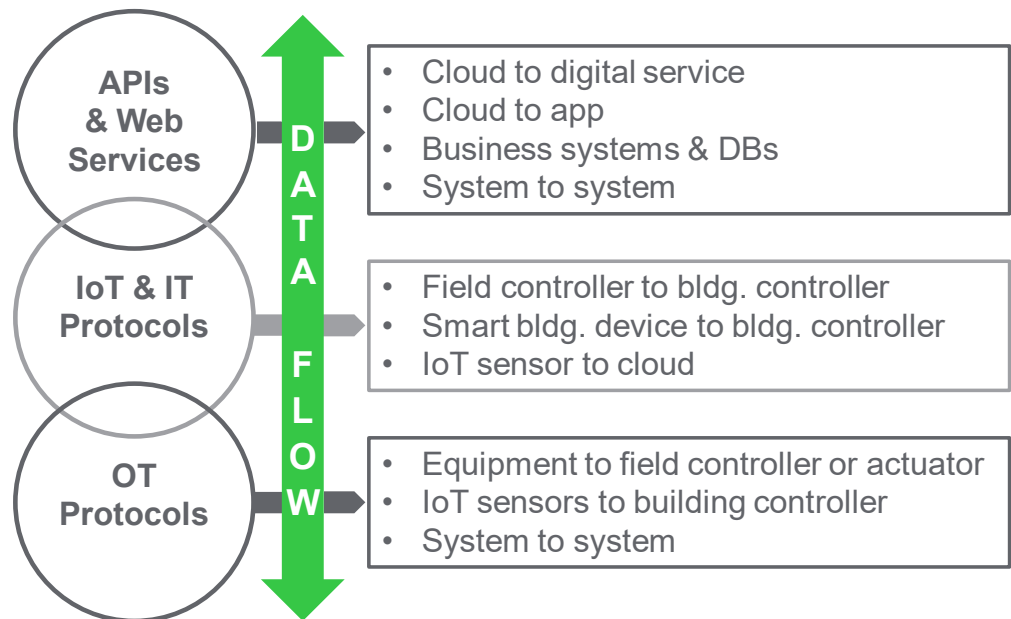 APIs
& Web
Services
DATA FLOW
• Cloud to digital service
• Cloud to app
• Business systems & DBs
• System to system
IoT & IT
Protocols
• Field controller to bldg. controller
• Smart bldg. device to bldg. controller
• IoT sensor to cloud
OT
Protocols
• Equipment to field controller or actuator
• IoT sensors to building controller
• System to system